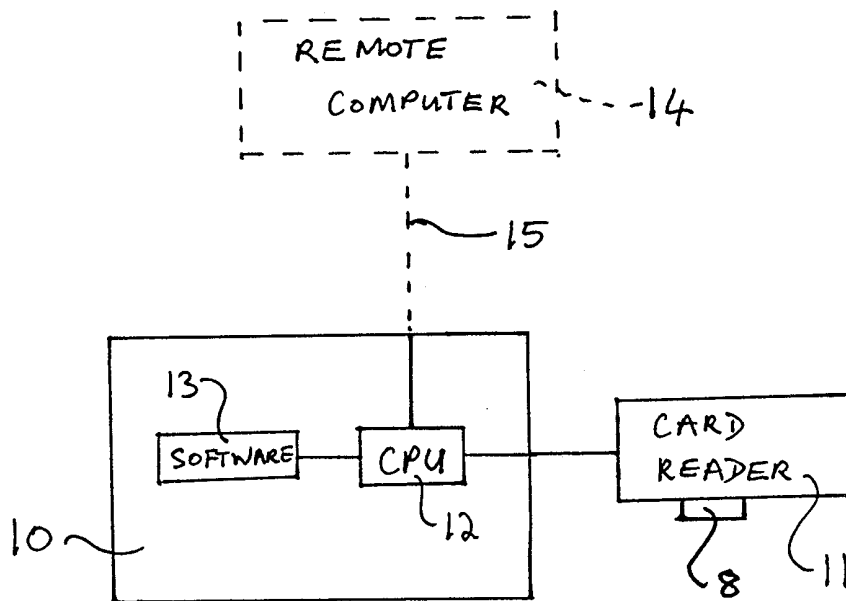 REMOTE
COMPUTER
14
15
13
SOFTWARE
CPU
12
CARD
READER
10
8
11